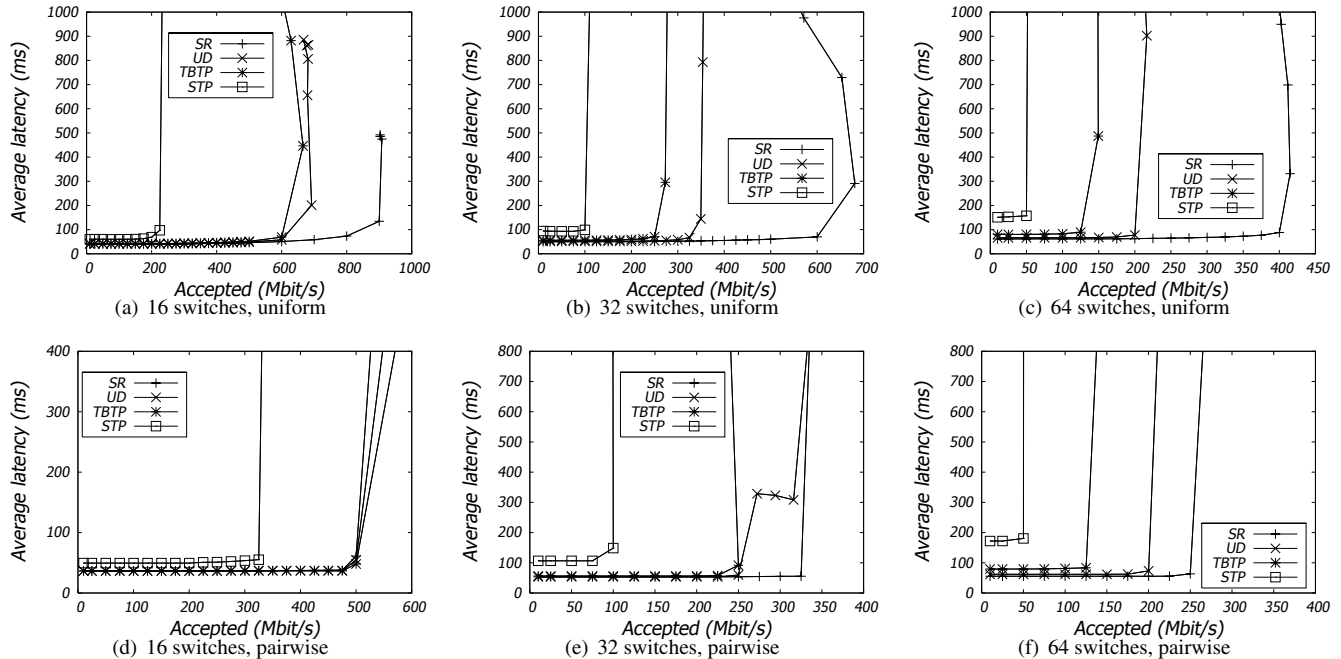 Average latency (ms)
1000
900
800
700
600
500
400
300
200
100
0
SR
UD
TBTP
STP
0 200 400 600 800 1000
Accepted (Mbit/s)
(a) 16 switches, uniform
Average latency (ms)
1000
900
800
700
600
500
400
300
200
100
0
SR
UD
TBTP
STP
0 100 200 300 400 500 600 700
Accepted (Mbit/s)
(b) 32 switches, uniform
Average latency (ms)
1000
900
800
700
600
500
400
300
200
100
0
SR
UD
TBTP
STP
0 50 100 150 200 250 300 350 400 450
Accepted (Mbit/s)
(c) 64 switches, uniform
Average latency (ms)
400
300
200
100
0
SR
UD
TBTP
STP
0 100 200 300 400 500 600
Accepted (Mbit/s)
(d) 16 switches, pairwise
Average latency (ms)
800
700
600
500
400
300
200
100
0
SR
UD
TBTP
STP
0 50 100 150 200 250 300 350 400
Accepted (Mbit/s)
(e) 32 switches, pairwise
Average latency (ms)
800
700
600
500
400
300
200
100
0
SR
UD
TBTP
STP
0 50 100 150 200 250 300 350 400
Accepted (Mbit/s)
(f) 64 switches, pairwise